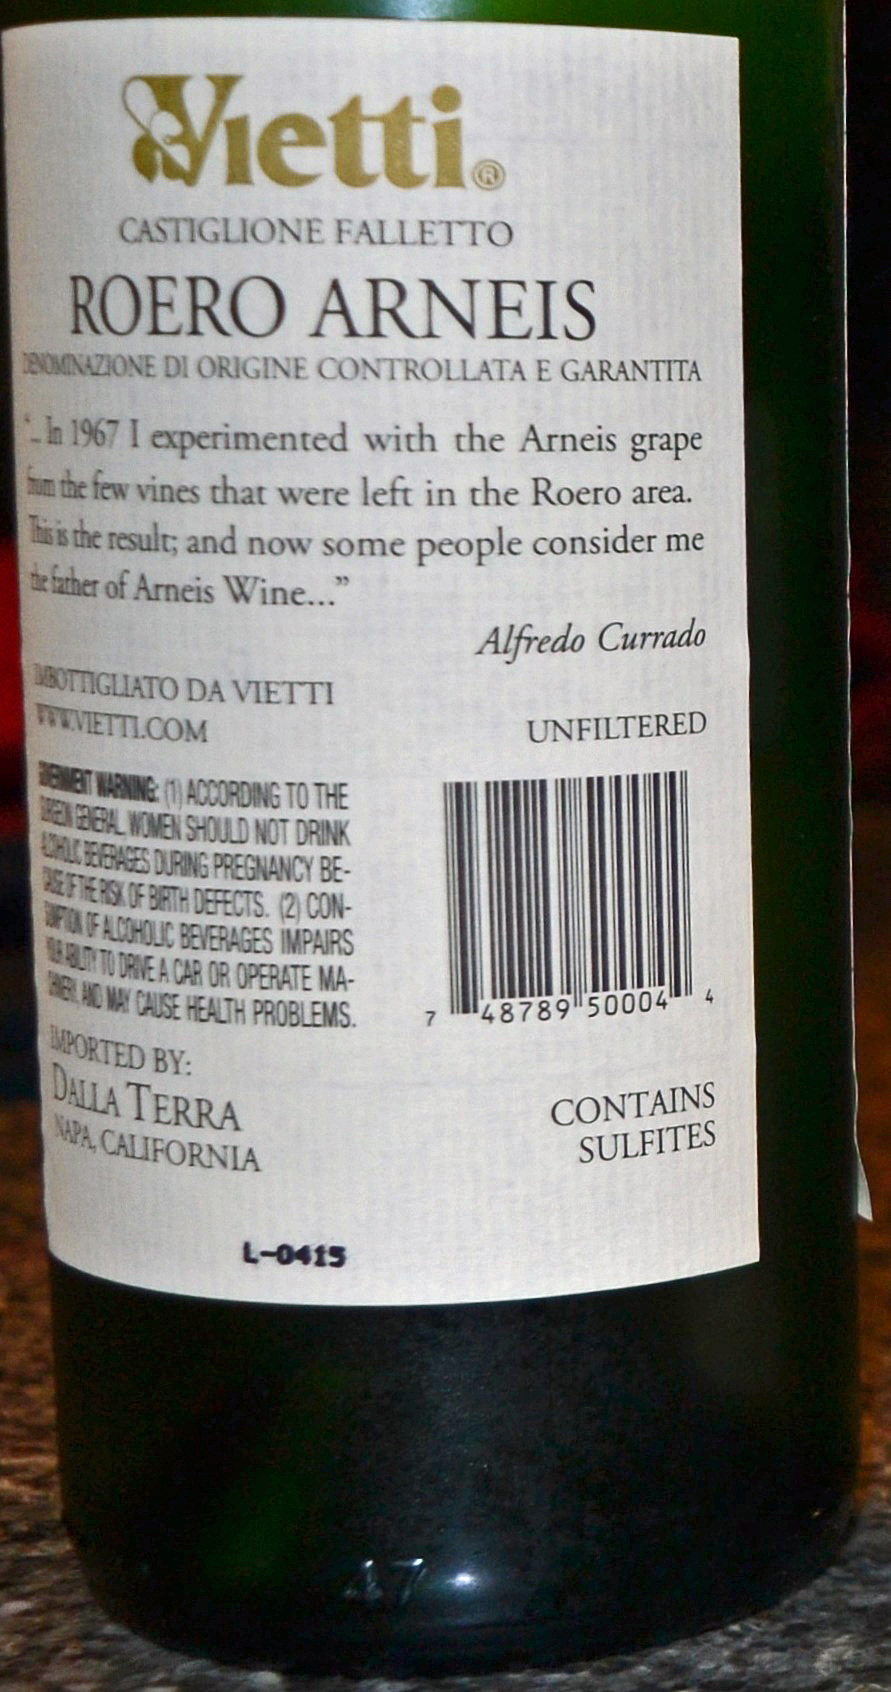 Vietti®
CASTIGLIONE FALLETTO
ROERO ARNEIS
DENOMINAZIONE DI ORIGINE CONTROLLATA E GARANTITA
“... In 1967 I experimented with the Arneis grape
from the few vines that were left in the Roero area.
This is the result; and now some people consider me
the father of Arneis Wine...”
Alfredo Currado
IMBOTTIGLIATO DA VIETTI
WWW.VIETTI.COM
UNFILTERED
GOVERNMENT WARNING: (1) ACCORDING TO THE
SURGEON GENERAL, WOMEN SHOULD NOT DRINK
ALCOHOLIC BEVERAGES DURING PREGNANCY BE-
CAUSE OF THE RISK OF BIRTH DEFECTS. (2) CON-
SUMPTION OF ALCOHOLIC BEVERAGES IMPAIRS
YOUR ABILITY TO DRIVE A CAR OR OPERATE MA-
CHINERY, AND MAY CAUSE HEALTH PROBLEMS.
7 48789 50004 4
IMPORTED BY:
DALLA TERRA
NAPA, CALIFORNIA
CONTAINS
SULFITES
L-0415
47